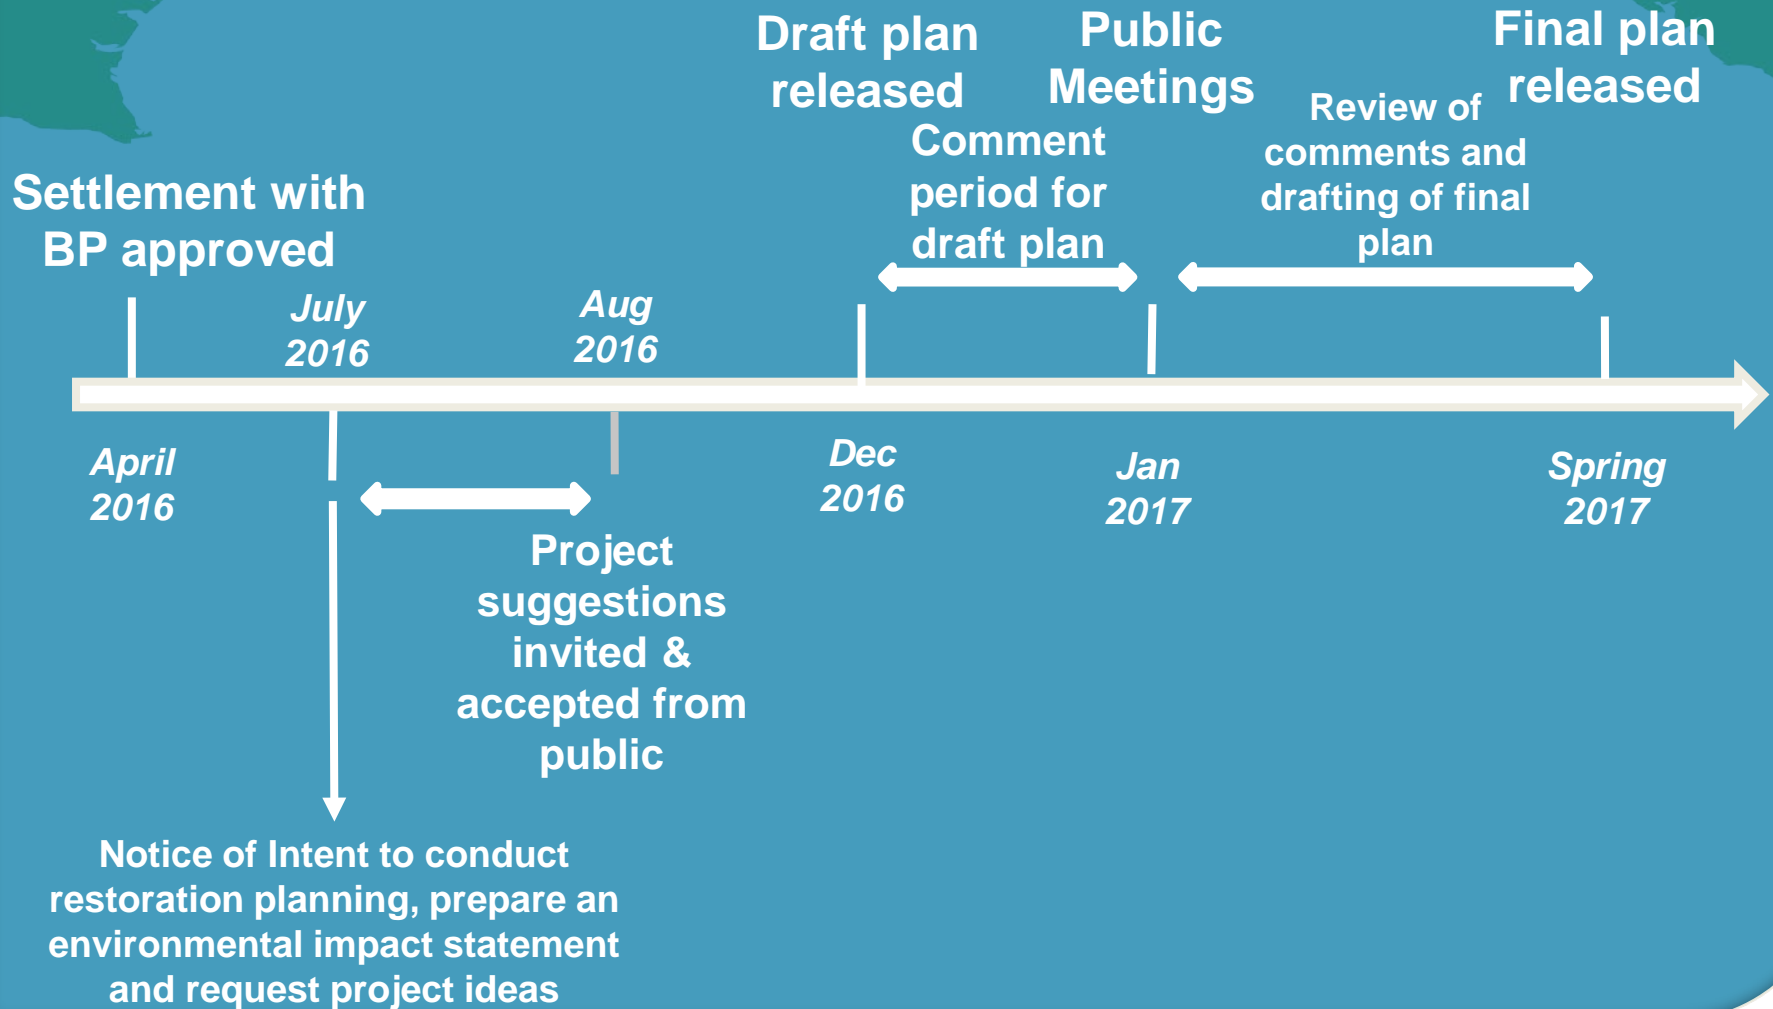 Draft plan
released
Public
Meetings
Final plan
released
Comment
period for
draft plan
Review of
comments and
drafting of final
plan
Settlement with
BP approved
July
2016
Aug
2016
April
2016
Dec
2016
Jan
2017
Spring
2017
Project
suggestions
invited &
accepted from
public
Notice of Intent to conduct
restoration planning, prepare an
environmental impact statement
and request project ideas